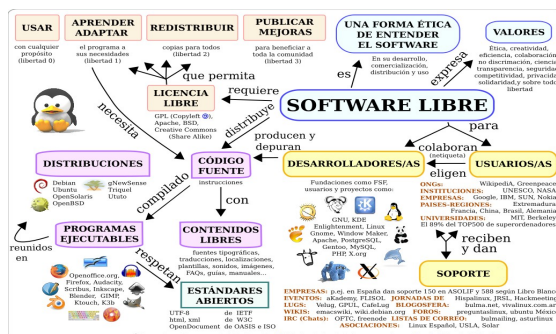 USAR
con cualquier
propósito
(libertad 0)
APRENDER
ADAPTAR
el programa a
sus necesidades
(libertad 1)
REDISTRIBUIR
copias para todos
(libertad 2)
PUBLICAR
MEJORAS
para beneficiar a
toda la comunidad
(libertad 3)
UNA FORMA ÉTICA
DE ENTENDER
EL SOFTWARE
En su desarrollo,
comercialización,
distribución y uso
VALORES
Ética, creatividad,
eficiencia, colaboración,
no discriminación, ciencia
transparencia, seguridad
competitividad, privacidad
solidaridad,y sobre todo
libertad
que permita
es
expresa
LICENCIA
LIBRE
GPL (Copyleft), 
Apache, BSD,
Creative Commons
(Share Alike)
requiere
SOFTWARE LIBRE
necesita
distribuye
para
producen y
depuran
colaboran
(netiqueta)
eligen
DISTRIBUCIONES
Debian
Ubuntu
OpenSolaris
OpenBSD
gNewSense
Triquel
Ututo
CÓDIGO
FUENTE
instrucciones
DESARROLLADORES/AS
Fundaciones como FSF,
usuarios y proyectos como:
GNU, KDE
Enlightenment, Linux
Gnome, Window Maker,
Apache, PostgreSQL,
Gentoo, MySQL,
PHP, X.org
USUARIOS/AS
ONGs: WikipediA, Greenpeace
INSTITUCIONES: UNESCO, NASA
EMPRESAS: Google, IBM, SUN, Nokia
PAISES-REGIONES: Extremadura
Francia, China, Brasil, Alemania
UNIVERSIDADES: MIT, Berkeley
El 89% del TOP500 de superordenadores
compilado
con
reunidos
en
PROGRAMAS
EJECUTABLES
Openoffice.org,
Firefox, Audacity,
Scribus, Inkscape,
Blender, GIMP,
Ktouch, K3b
CONTENIDOS
LIBRES
fuentes tipográficas,
traducciones, localizaciones,
plantillas, sonidos, imágenes,
FAQs, guías, manuales...
respetan
ESTÁNDARES
ABIERTOS
UTF-8 de IETF
html, xml de W3C
OpenDocument de OASIS e ISO
reciben
y dan
SOPORTE
EMPRESAS: p.ej. en España dan soporte 150 en ASOLIF y 588 según Libro Blanco
EVENTOS: aKademy, FLISOL JORNADAS DE Hispalinux, JRSL, Hackmeet
LUGS: Velug, GPUL, CafeLug BLOGOSFERA: bulma.net, vivalinux.com.ar
WIKIS: emacswiki, wiki.debian.org FOROS: preguntaslinux, ubuntu Méxi
IRC (Chats): OFTC, freenode LISTAS DE CORREO: bulmailing, asturlinux
ASOCIACIONES: Linux Español, USLA, Solar